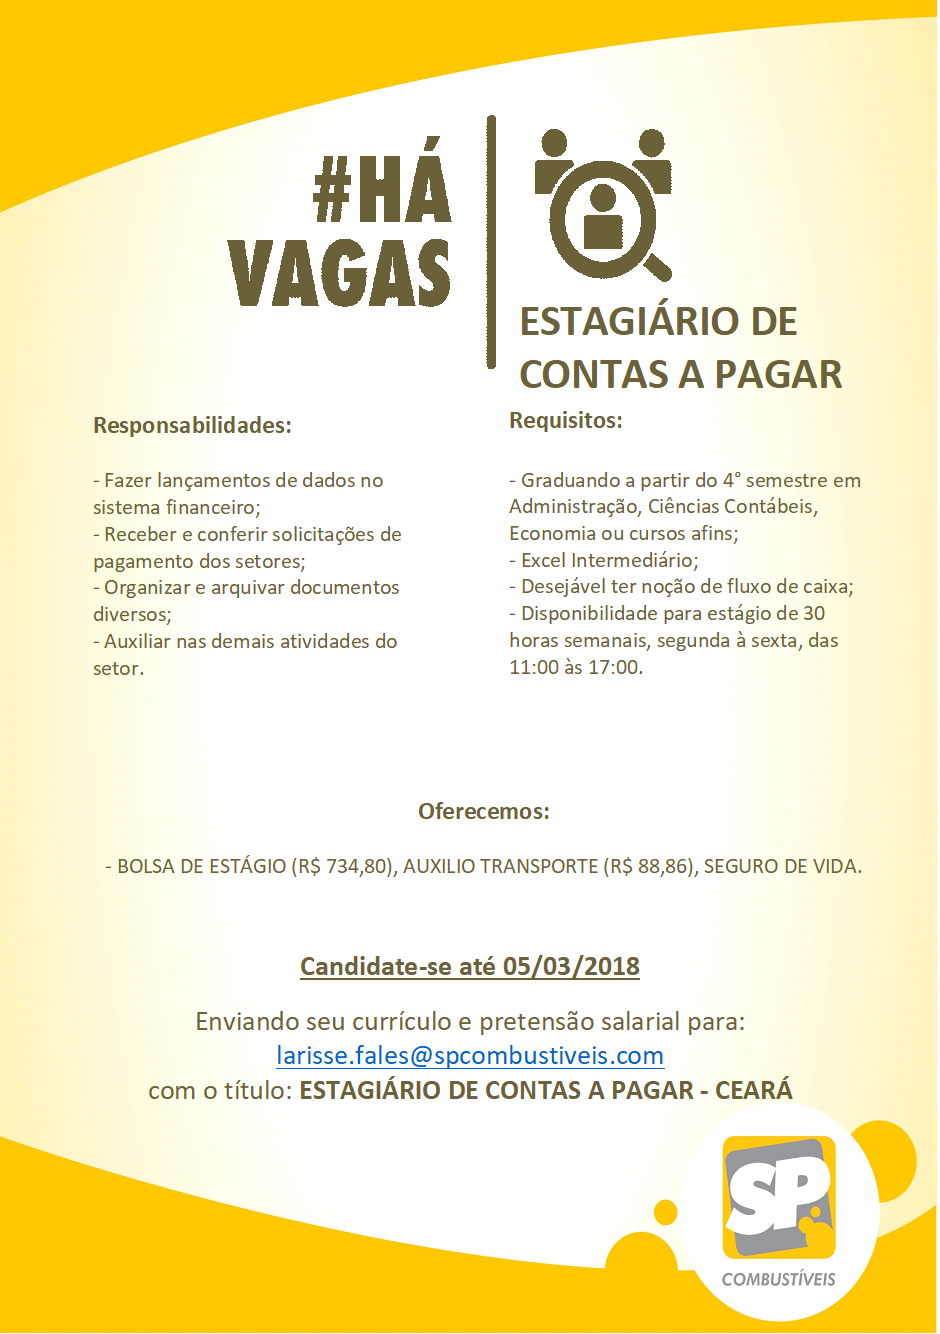 #HÁ
VAGAS
ESTAGIÁRIO DE
CONTAS A PAGAR
Responsabilidades:
- Fazer lançamentos de dados no
sistema financeiro;
- Receber e conferir solicitações de
pagamento dos setores;
- Organizar e arquivar documentos
diversos;
- Auxiliar nas demais atividades do
setor.
Requisitos:
- Graduando a partir do 4° semestre em
Administração, Ciências Contábeis,
Economia ou cursos afins;
- Excel Intermediário;
- Desejável ter noção de fluxo de caixa;
- Disponibilidade para estágio de 30
horas semanais, segunda à sexta, das
11:00 às 17:00.
Oferecemos:
- BOLSA DE ESTÁGIO (R$ 734,80), AUXILIO TRANSPORTE (R$ 88,86), SEGURO DE VIDA.
Candidate-se até 05/03/2018
Enviando seu currículo e pretensão salarial para:
larisse.fales@spcombustiveis.com
com o título: ESTAGIÁRIO DE CONTAS A PAGAR - CEARÁ
SP
COMBUSTÍVEIS